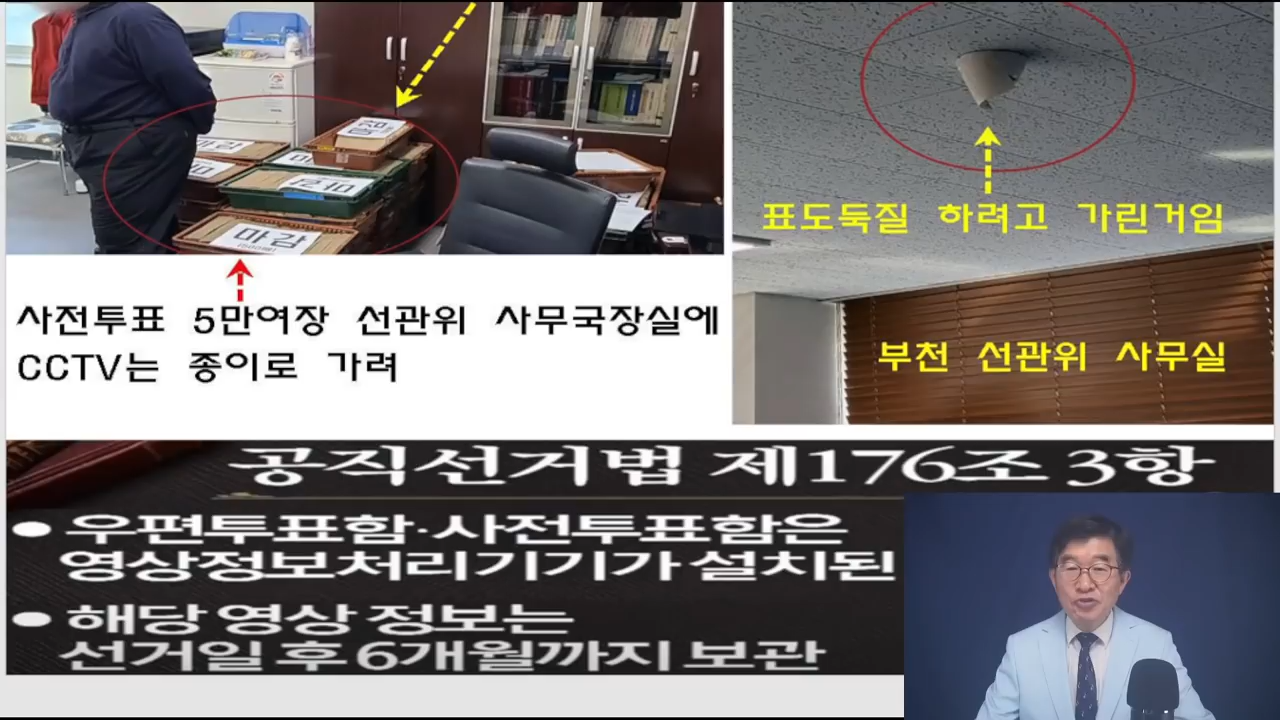 마감
마감
사전투표 5만여장 선관위 사무국장실에
CCTV는 종이로 가려
표도둑질 하려고 가린거임
부천 선관위 사무실
공직선거법 제176조 3항
• 우편투표함·사전투표함은
영상정보처리기기가 설치된
• 해당 영상 정보는
선거일 후 6개월까지 보관